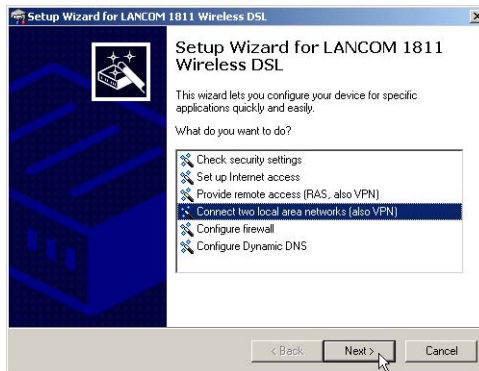 Setup Wizard for LANCOM 1811 Wireless DSL
Setup Wizard for LANCOM 1811
Wireless DSL
This wizard lets you configure your device for specific
applications quickly and easily.
What do you want to do?
Check security settings
Set up Internet access
Provide remote access (RAS, also VPN)
Connect two local area networks (also VPN)
Configure firewall
Configure Dynamic DNS
< Back Next > Cancel